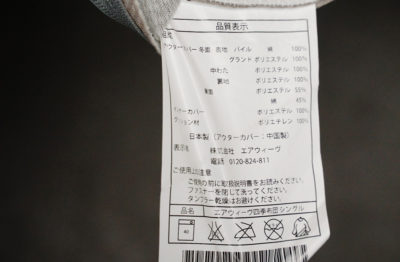 品質表示
アウターカバー 冬面 表地 パイル 綿 100%
グランド ポリエステル 100%
中わた ポリエステル 100%
裏地 ポリエステル 100%
夏面 ポリエステル 55%
綿 45%
インナーカバー ポリエステル 100%
クッション材 ポリエチレン 100%
日本製(アウターカバー:中国製)
表示者 株式会社 エアウィーヴ
電話 0120-824-811
ご使用上の注意
ご使用の前に取扱説明書をお読みください。
ファスナーを閉じて洗ってください。
タンブラー乾燥はお避けください。
品名 エアウィーヴ四季布団シングル
40